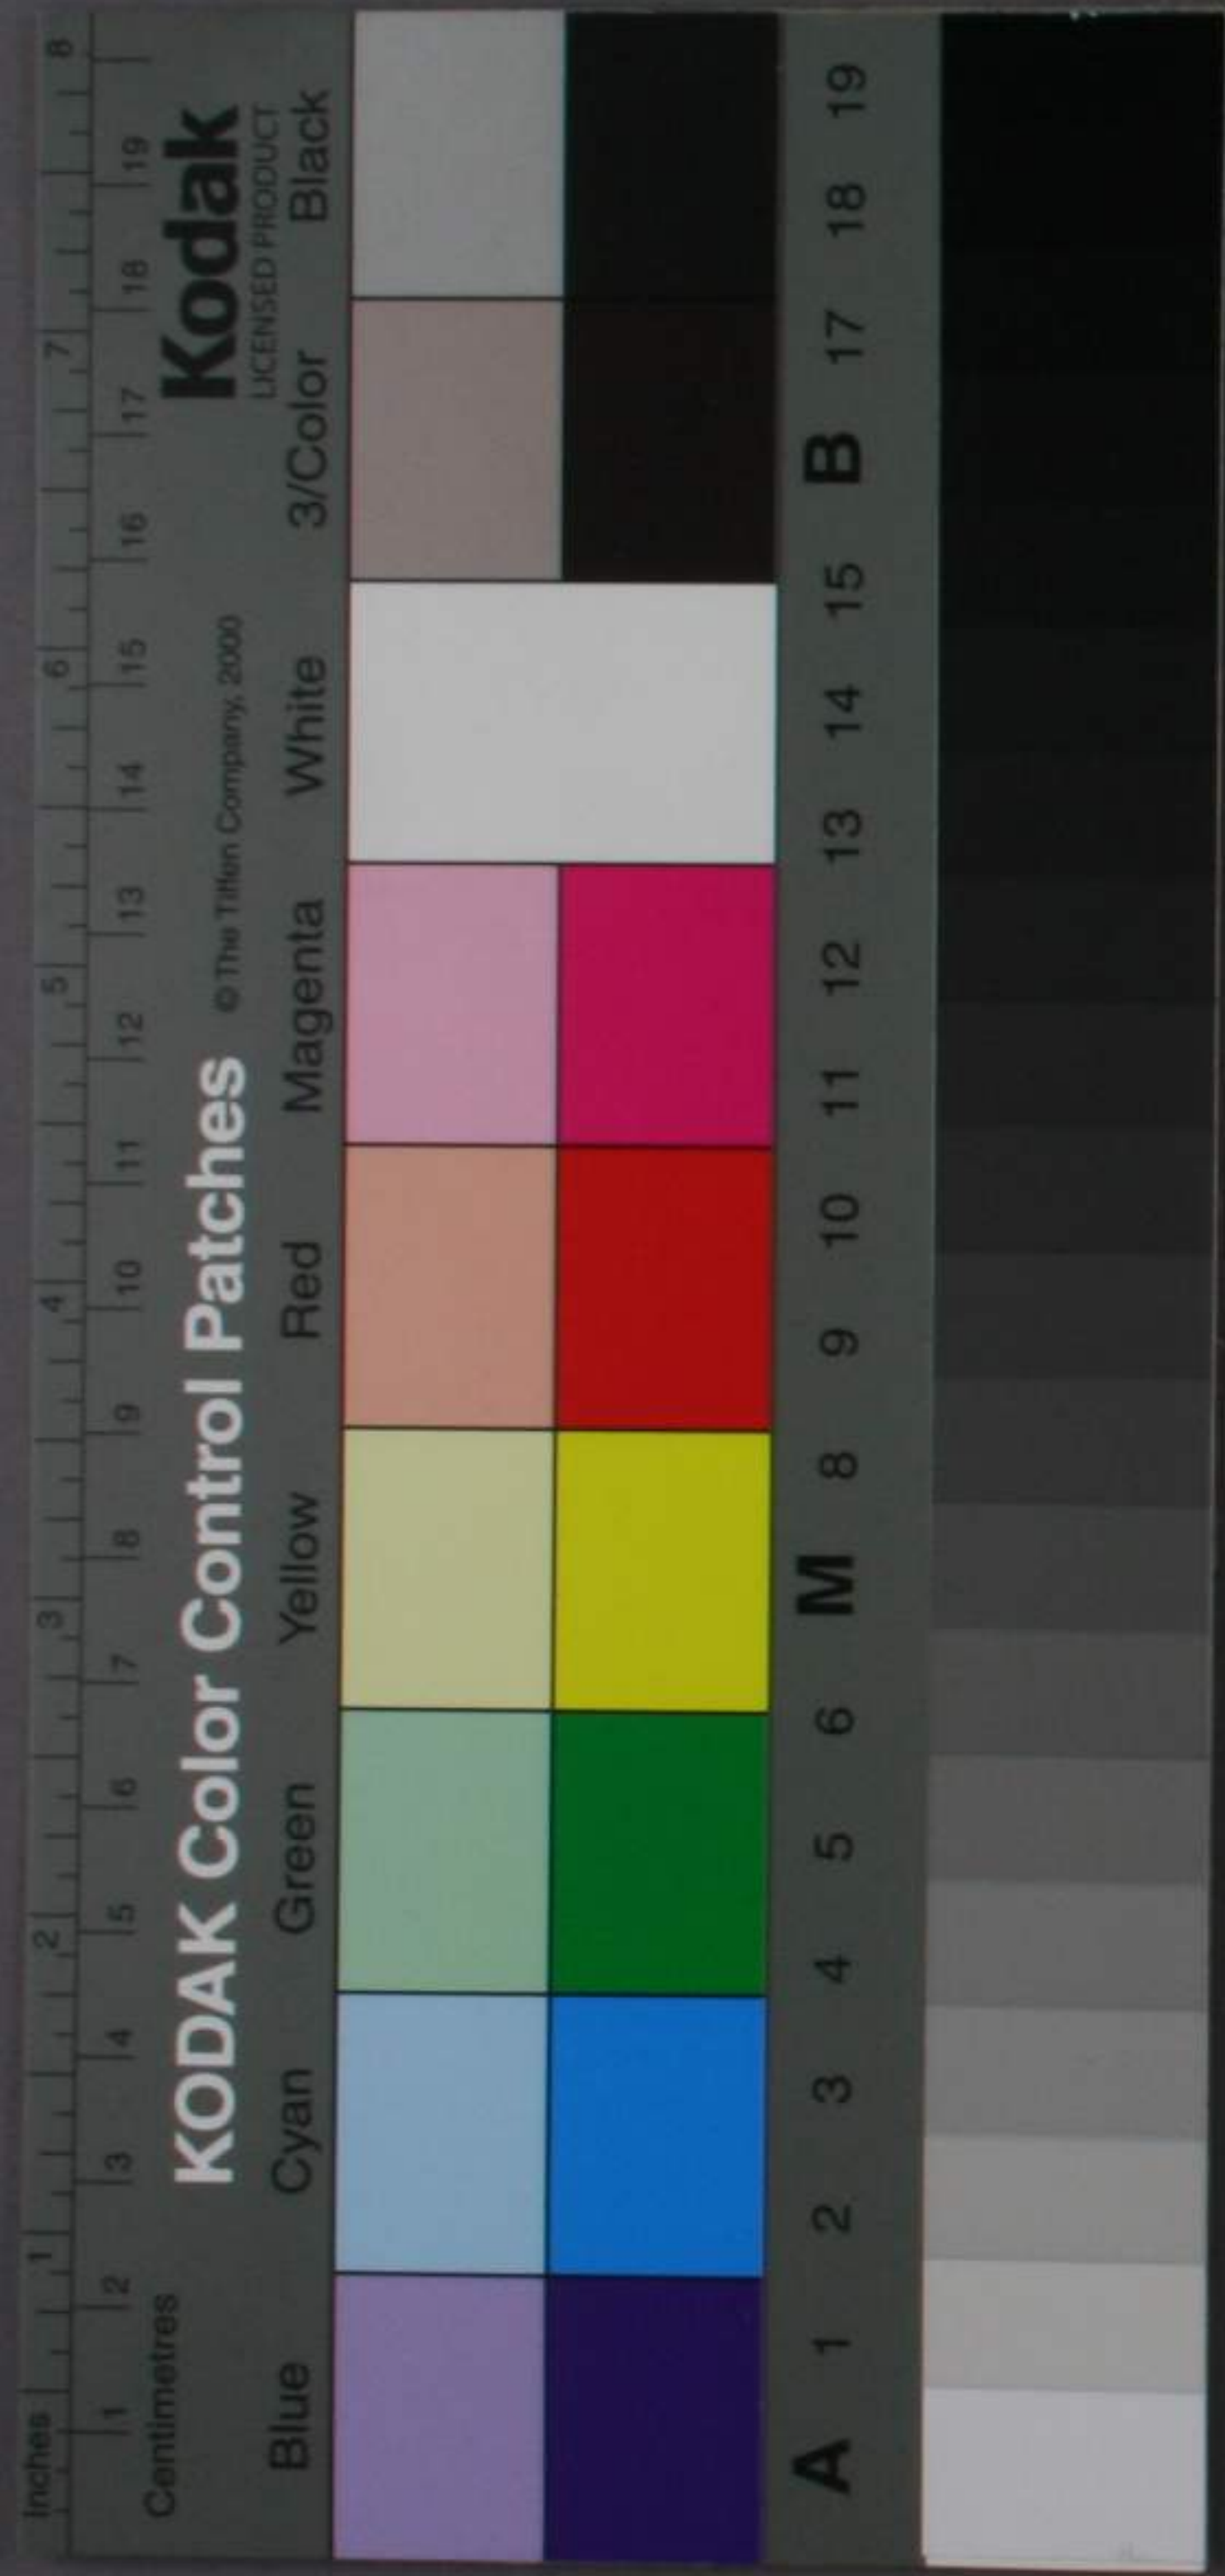 Inches 1 2 3 4 5 6 7 8
1 2 3 4 5 6 7 8 9 10 11 12 13 14 15 16 17 18 19
Centimetres
KODAK Color Control Patches © The Tiffen Company, 2000 Kodak
LICENSED PRODUCT
Blue Cyan Green Yellow Red Magenta White 3/Color Black
A 1 2 3 4 5 6 M 8 9 10 11 12 13 14 15 B 17 18 19